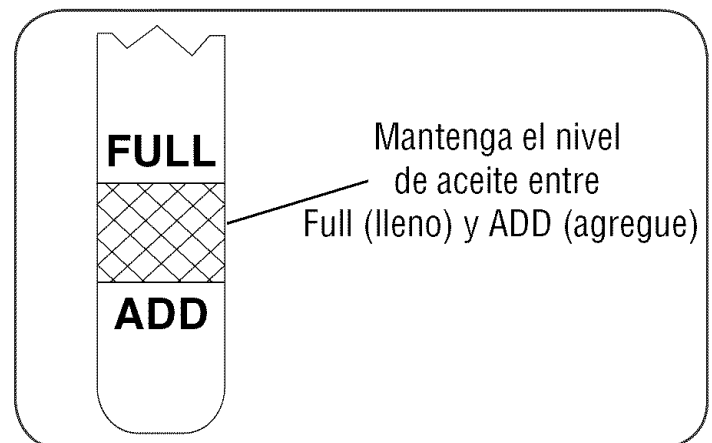 FULL
ADD
Mantenga el nivel
de aceite entre
Full (lleno) y ADD (agregue)